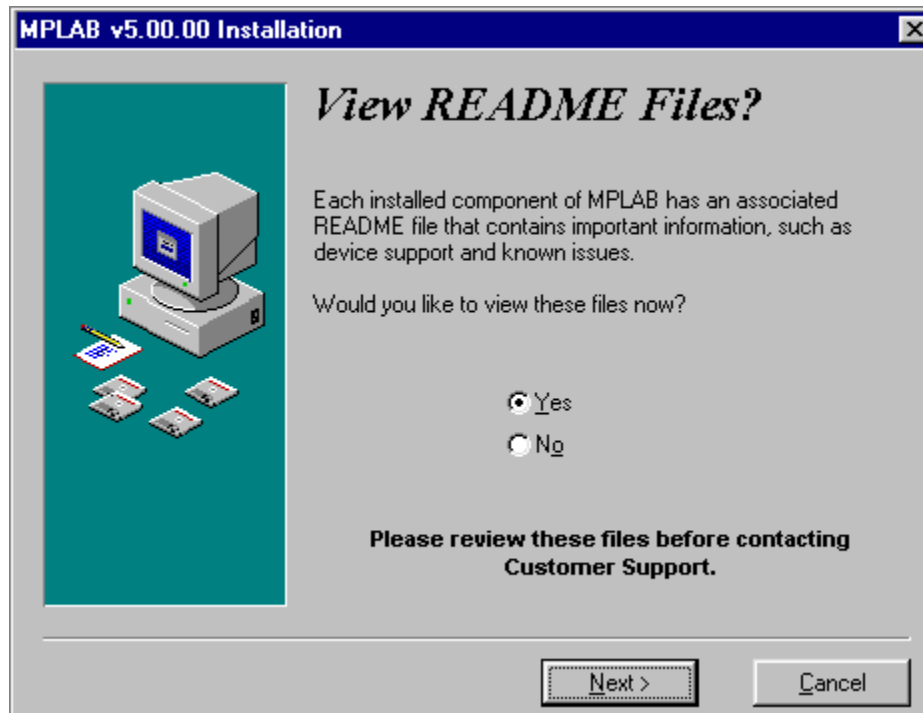 MPLAB v5.00.00 Installation
View README Files?
Each installed component of MPLAB has an associated
README file that contains important information, such as
device support and known issues.
Would you like to view these files now?
Yes
No
Please review these files before contacting
Customer Support.
Next >
Cancel